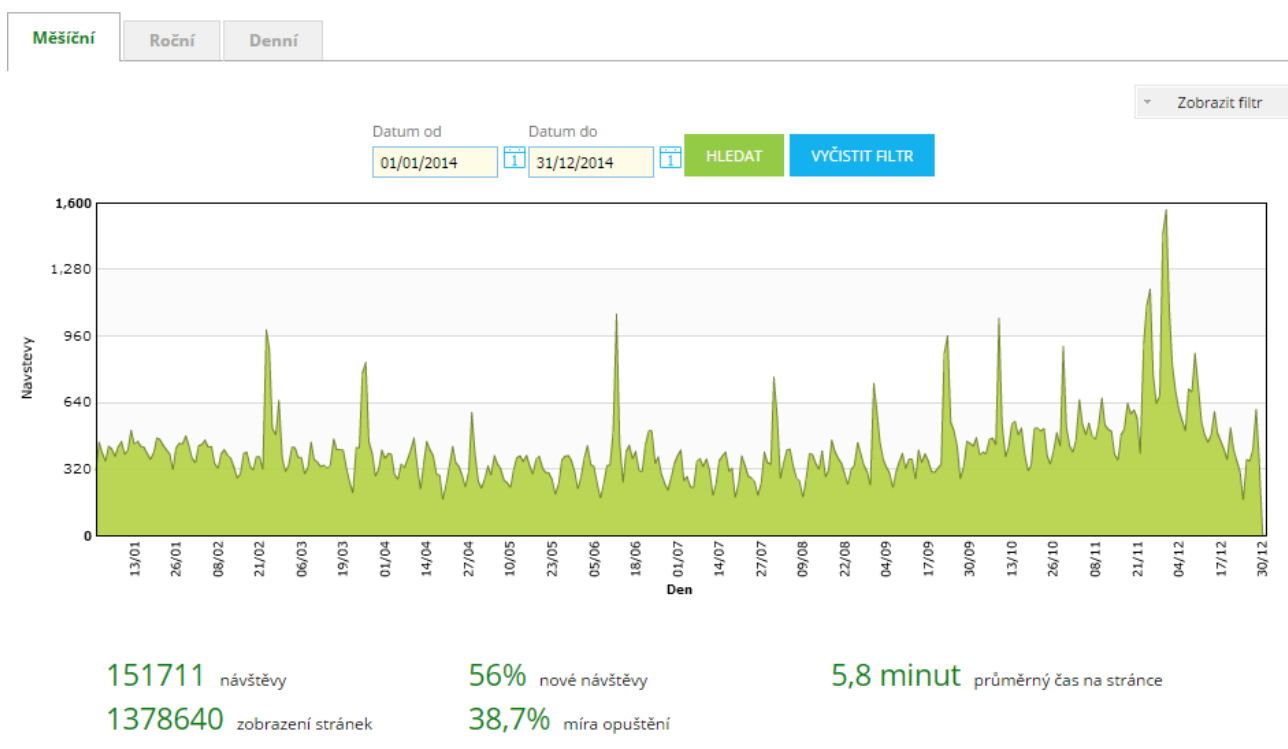 Měšíční Roční Denní
Zobrazit filtr
Datum od Datum do
01/01/2014 1 31/12/2014 1 HLEDAT VYČISTIT FILTR
1,600
1,280
960
640
320
0
Navstevy
13/01 26/01 08/02 21/02 06/03 19/03 01/04 14/04 27/04 10/05 23/05 05/06 18/06 01/07 14/07 27/07 09/08 22/08 04/09 17/09 30/09 13/10 26/10 08/11 21/11 04/12 17/12 30/12
Den
151711 návštěvy 56% nové návštěvy 5,8 minut průměrný čas na stránce
1378640 zobrazení stránek 38,7% míra opuštění